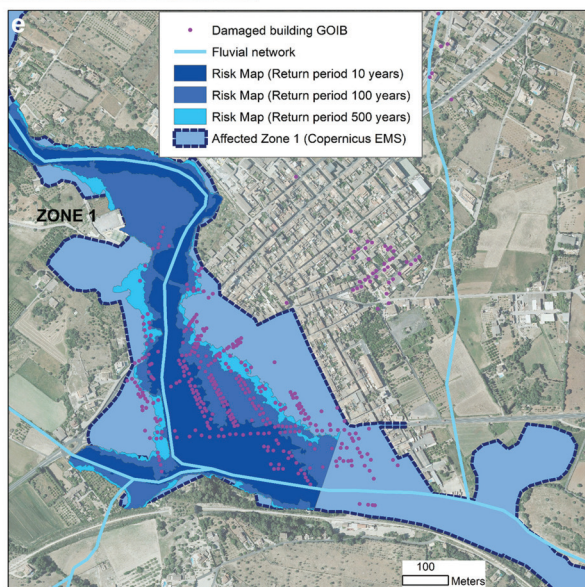 e
Damaged building GOIB
Fluvial network
Risk Map (Return period 10 years)
Risk Map (Return period 100 years)
Risk Map (Return period 500 years)
Affected Zone 1 (Copernicus EMS)
ZONE 1
100
Meters